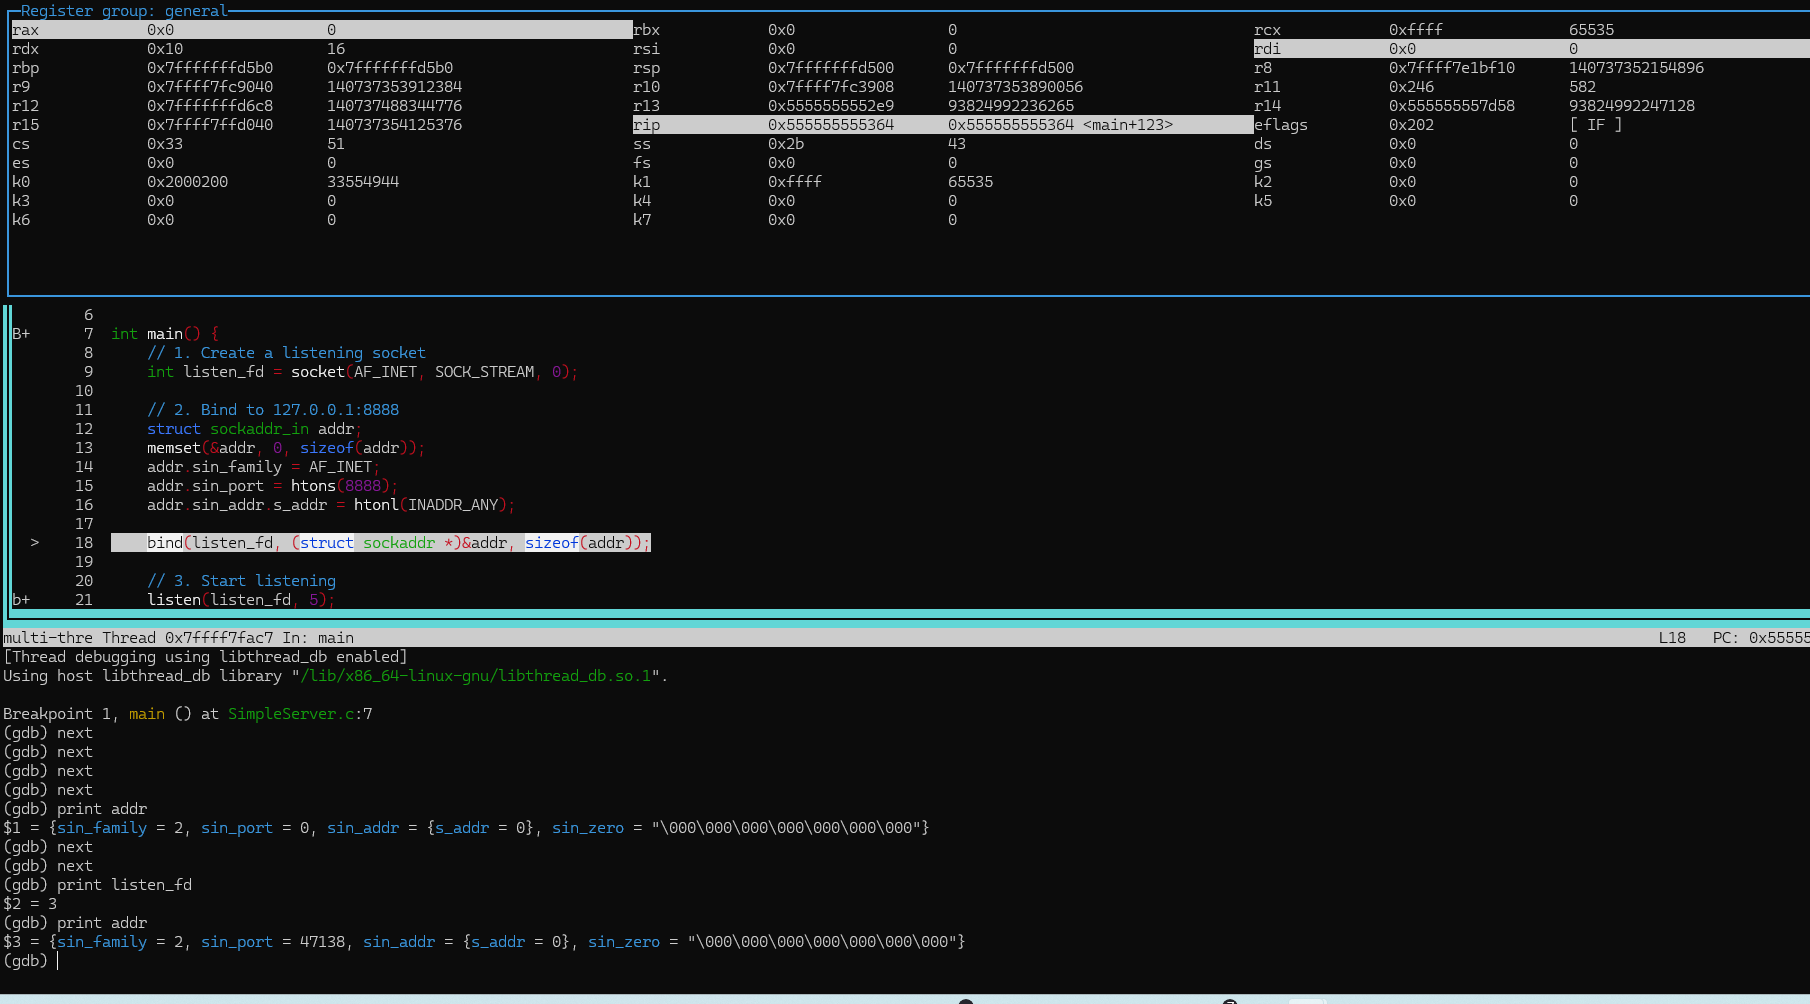 Register group: general
rax 0x0 0 rbx 0x0 0 rcx 0xffff 65535
rdx 0x10 16 rsi 0x0 0 rdi 0x0 0
rbp 0x7fffffffd5b0 0x7fffffffd5b0 rsp 0x7fffffffd500 0x7fffffffd500 r8 0x7ffff7e1bf10 140737352154896
r9 0x7ffff7fc9040 140737353912384 r10 0x7ffff7fc3908 140737353890056 r11 0x246 582
r12 0x7fffffffd6c8 140737488344776 r13 0x5555555552e9 93824992236265 r14 0x555555557d58 93824992247128
r15 0x7ffff7ffd040 140737354125376 rip 0x555555555364 0x555555555364 <main+123> eflags 0x202 [ IF ]
cs 0x33 51 ss 0x2b 43 ds 0x0 0
es 0x0 0 fs 0x0 0 gs 0x0 0
k0 0x2000200 33554944 k1 0xffff 65535 k2 0x0 0
k3 0x0 0 k4 0x0 0 k5 0x0 0
k6 0x0 0 k7 0x0 0
6
B+ 7 int main() {
8 // 1. Create a listening socket
9 int listen_fd = socket(AF_INET, SOCK_STREAM, 0);
10
11 // 2. Bind to 127.0.0.1:8888
12 struct sockaddr_in addr;
13 memset(&addr, 0, sizeof(addr));
14 addr.sin_family = AF_INET;
15 addr.sin_port = htons(8888);
16 addr.sin_addr.s_addr = htonl(INADDR_ANY);
17
> 18 bind(listen_fd, (struct sockaddr *)&addr, sizeof(addr));
19
20 // 3. Start listening
b+ 21 listen(listen_fd, 5);
multi-thre Thread 0x7ffff7fac7 In: main L18 PC: 0x55555
[Thread debugging using libthread_db enabled]
Using host libthread_db library "/lib/x86_64-linux-gnu/libthread_db.so.1".
Breakpoint 1, main () at SimpleServer.c:7
(gdb) next
(gdb) next
(gdb) next
(gdb) next
(gdb) print addr
$1 = {sin_family = 2, sin_port = 0, sin_addr = {s_addr = 0}, sin_zero = "\000\000\000\000\000\000\000"}
(gdb) next
(gdb) next
(gdb) print listen_fd
$2 = 3
(gdb) print addr
$3 = {sin_family = 2, sin_port = 47138, sin_addr = {s_addr = 0}, sin_zero = "\000\000\000\000\000\000\000"}
(gdb)